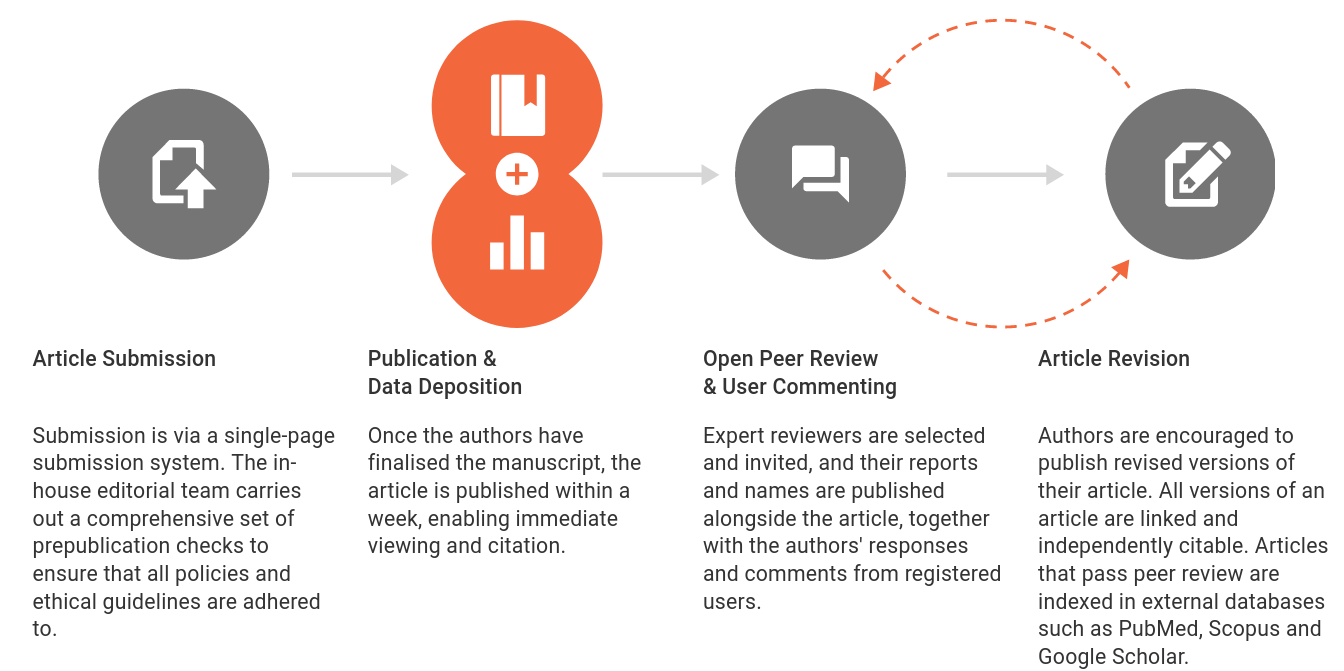 Article Submission
Submission is via a single-page
submission system. The in-
house editorial team carries
out a comprehensive set of
prepublication checks to
ensure that all policies and
ethical guidelines are adhered
to.
Publication &
Data Deposition
Once the authors have
finalised the manuscript, the
article is published within a
week, enabling immediate
viewing and citation.
Open Peer Review
& User Commenting
Expert reviewers are selected
and invited, and their reports
and names are published
alongside the article, together
with the authors' responses
and comments from registered
users.
Article Revision
Authors are encouraged to
publish revised versions of
their article. All versions of an
article are linked and
independently citable. Articles
that pass peer review are
indexed in external databases
such as PubMed, Scopus and
Google Scholar.